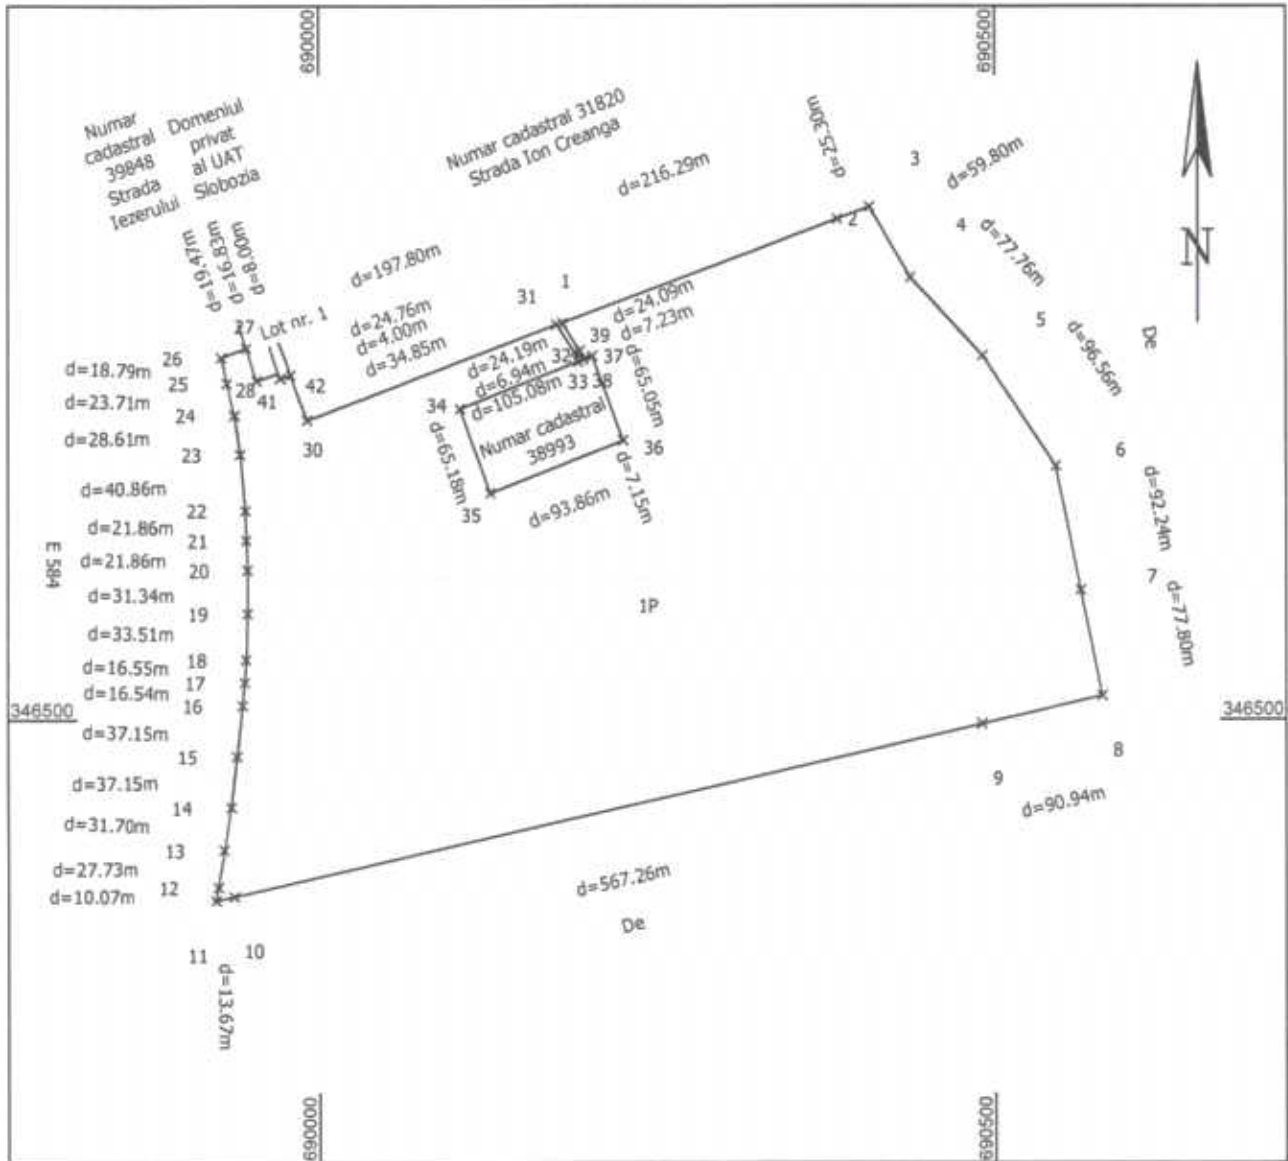 690000
690500
Numar
cadastral
39848
Strada
Iezerului
Domeniul
privat
al UAT
Slobozia
Numar cadastral 31820
Strada Ion Creanga
d=216.29m
d=25.30m
3
d=59.80m
2
4
d=77.76m
N
d=19.47m
d=16.83m
d=8.00m
d=197.80m
31
1
27
Lot nr. 1
d=24.76m
d=4.00m
d=34.85m
d=24.09m
d=7.23m
5
d=96.56m
De
26
d=18.79m
25
28
41
42
d=24.19m
d=6.94m
d=105.08m
32
39
37
33
38
d=65.05m
d=23.71m
24
34
Numar cadastral
38993
d=28.61m
23
30
d=65.18m
36
6
d=40.86m
35
d=93.86m
d=7.15m
d=92.24m
22
d=21.86m
21
E 584
d=21.86m
20
7
d=31.34m
19
1P
d=77.80m
d=33.51m
18
d=16.55m
17
d=16.54m
16
346500
346500
d=37.15m
15
8
9
d=90.94m
d=37.15m
14
d=31.70m
13
d=27.73m
12
d=10.07m
d=567.26m
De
11
10
d=13.67m
690000
690500